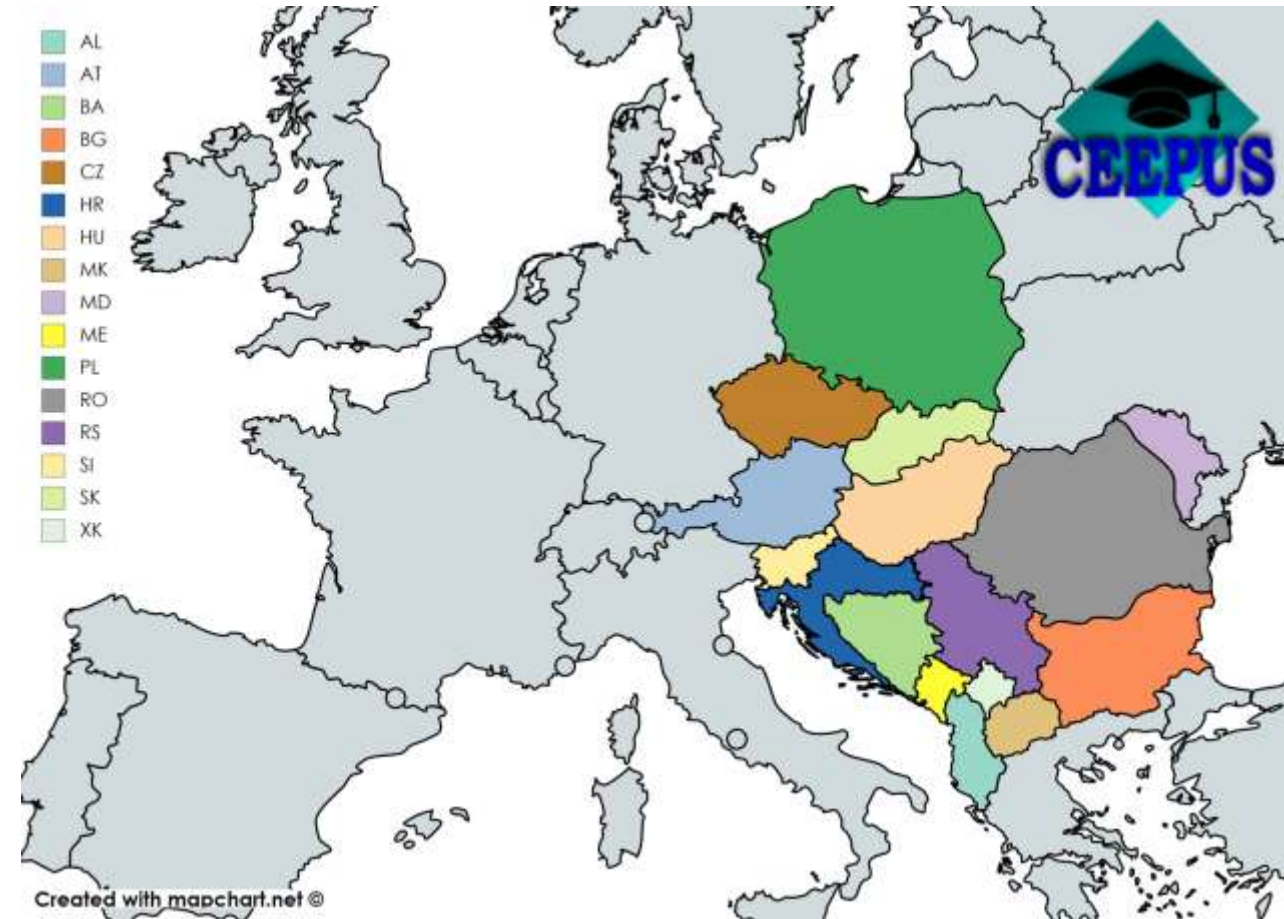 AL
AT
BA
BG
CZ
HR
HU
MK
MD
ME
PL
RO
RS
SI
SK
XK
CEEPUS
Created with mapchart.net ©